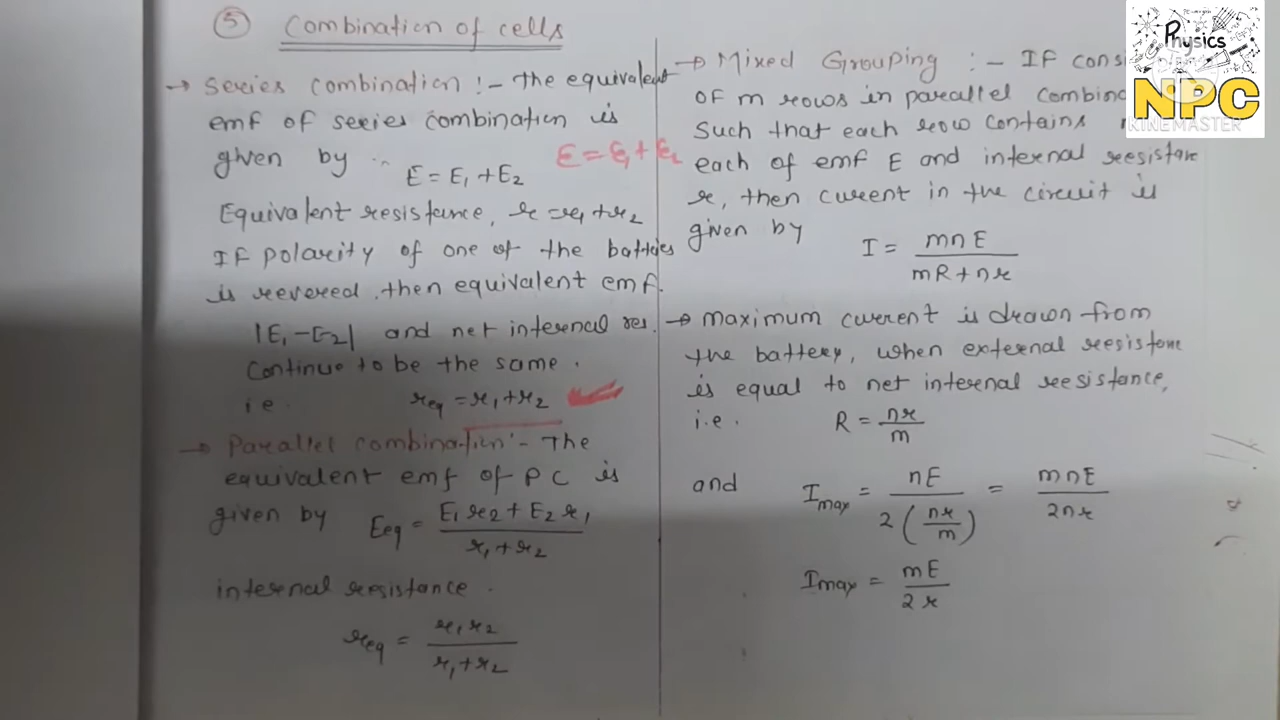 5 Combination of cells
→ Series combination :- the equivalent
emf of series combination is
given by
E = E1 + E2
E = E1 + E2
Equivalent resistance, r = r1 + r2
If polarity of one of the batteries
is revered, then equivalent emf.
|E1 - E2| and net internal res.
continue to be the same.
i.e. req = r1 + r2
→ Parallel combination:- The
equivalent emf of PC is
given by Eeq = (E1r2 + E2r1) / (r1 + r2)
internal resistance.
req = r1r2 / (r1 + r2)
→ Mixed Grouping :- If
of m rows in parallel
Such that each row contains
each of emf E and internal
r, then current in the circuit is
given by
I = mnE / (mR + nr)
→ Maximum current is drawn from
the battery, when external
is equal to net internal resistance,
i.e. R = nr / m
and Imax = nE / 2(nr/m) = mnE / 2nr
Imax = mE / 2r
Physics
NPC
KINEMASTER